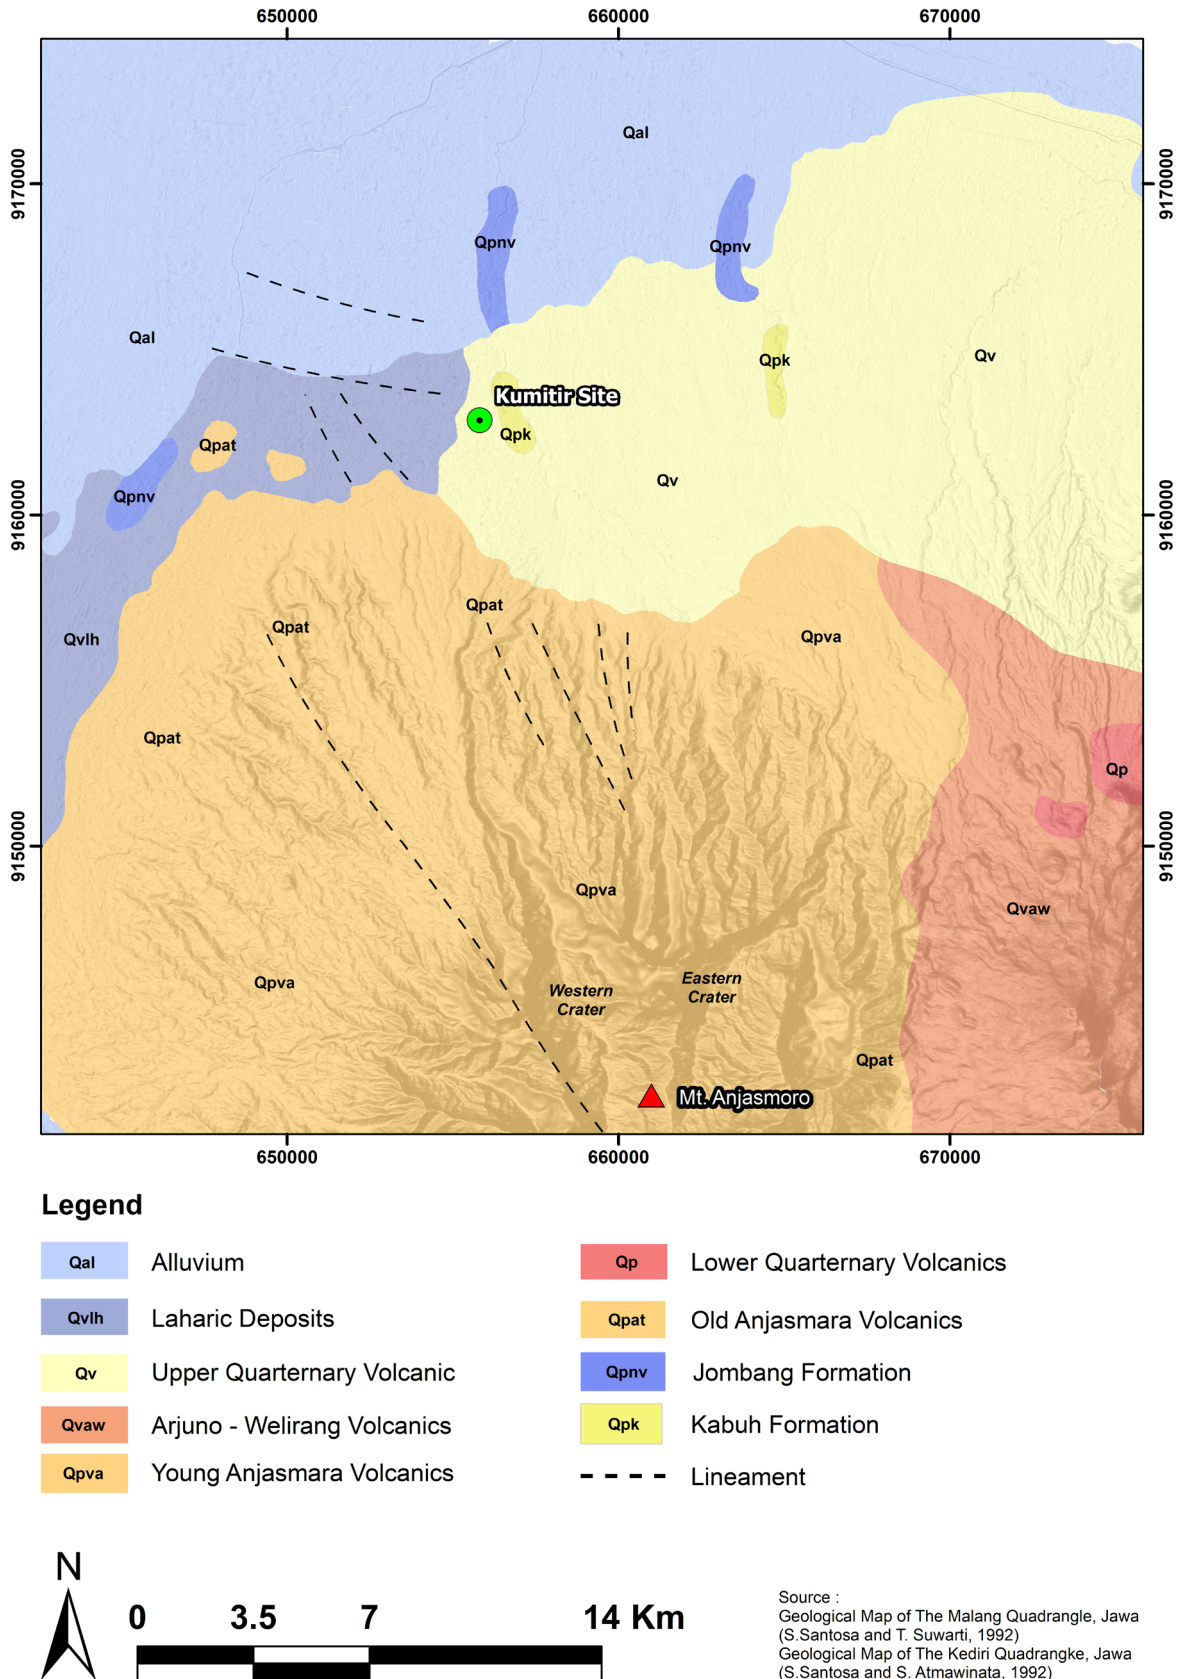 650000
660000
670000
Qal
9170000
9170000
Qpnv
Qpnv
Qal
Qv
Qpk
Kumitir Site
Qpk
Qpat
Qv
Qpnv
9160000
9160000
Qpat
Qpat
Qvlh
Qpva
Qpat
Qp
9150000
9150000
Qpva
Qvaw
Qpva
Western
Crater
Eastern
Crater
Qpat
Mt. Anjasmoro
650000
660000
670000
Legend
Qal Alluvium
Qvlh Laharic Deposits
Qv Upper Quarternary Volcanic
Qvaw Arjuno - Welirang Volcanics
Qpva Young Anjasmara Volcanics
Qp Lower Quarternary Volcanics
Qpat Old Anjasmara Volcanics
Qpnv Jombang Formation
Qpk Kabuh Formation
Lineament
N
0 3.5 7 14 Km
Source :
Geological Map of The Malang Quadrangle, Jawa
(S.Santosa and T. Suwarti, 1992)
Geological Map of The Kediri Quadrangke, Jawa
(S.Santosa and S. Atmawinata, 1992)